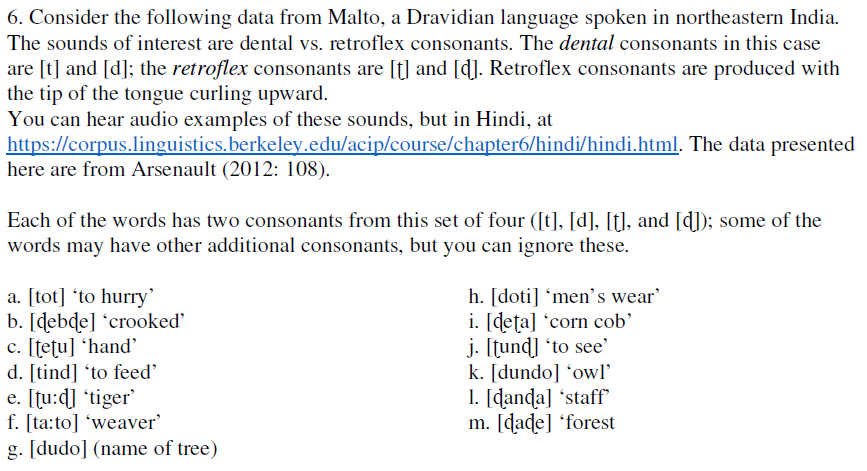 6. Consider the following data from Malto, a Dravidian language spoken in northeastern India.
The sounds of interest are dental vs. retroflex consonants. The dental consonants in this case
are [t] and [d]; the retroflex consonants are [ʈ] and [ɖ]. Retroflex consonants are produced with
the tip of the tongue curling upward.
You can hear audio examples of these sounds, but in Hindi, at
https://corpus.linguistics.berkeley.edu/acip/course/chapter6/hindi/hindi.html. The data presented
here are from Arsenault (2012: 108).
Each of the words has two consonants from this set of four ([t], [d], [ʈ], and [ɖ]); some of the
words may have other additional consonants, but you can ignore these.
a. [tot] ‘to hurry’
b. [ɖebɖe] ‘crooked’
c. [ʈeʈu] ‘hand’
d. [tind] ‘to feed’
e. [ʈu:ɖ] ‘tiger’
f. [ta:to] ‘weaver’
g. [dudo] (name of tree)
h. [doti] ‘men’s wear’
i. [ɖeʈa] ‘corn cob’
j. [ʈunɖ] ‘to see’
k. [dundo] ‘owl’
l. [ɖanɖa] ‘staff’
m. [ɖaɖe] ‘forest